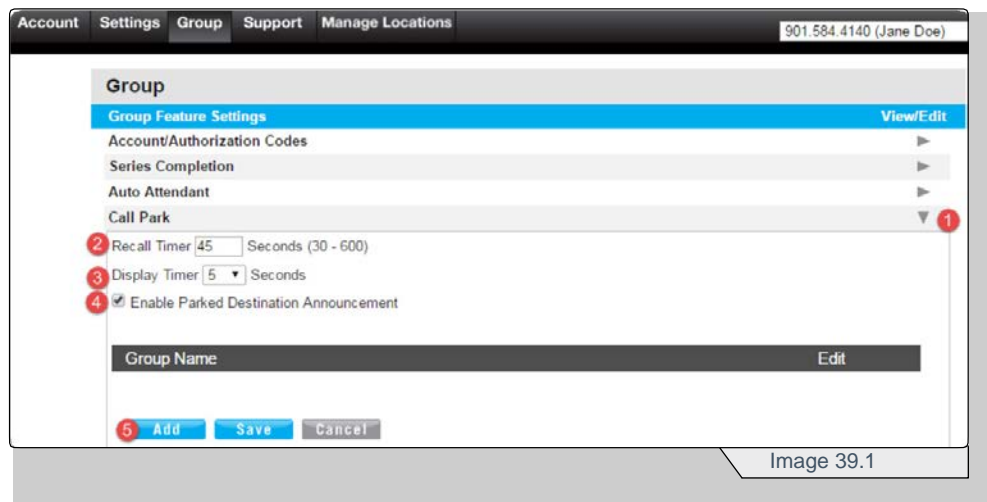 Account Settings Group Support Manage Locations
901.584.4140 (Jane Doe)
Group
Group Feature Settings View/Edit
Account/Authorization Codes
Series Completion
Auto Attendant
Call Park 1
2 Recall Timer 45 Seconds (30 - 600)
3 Display Timer 5 Seconds
4 Enable Parked Destination Announcement
Group Name Edit
5 Add Save Cancel
Image 39.1